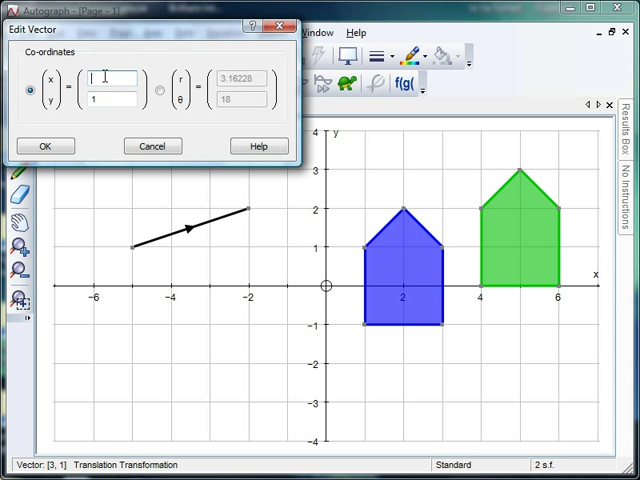 Autograph - [Page - 1]
Edit Vector
?
Window Help
Co-ordinates
x
y
=
1
r
θ
=
3.16228
18
OK Cancel Help
f(g(
Results Box
No Instructions
4
y
3
2
1
x
-6 -4 -2 2 4 6
-1
-2
-3
-4
Vector: [3, 1] Translation Transformation Standard 2 s.f.